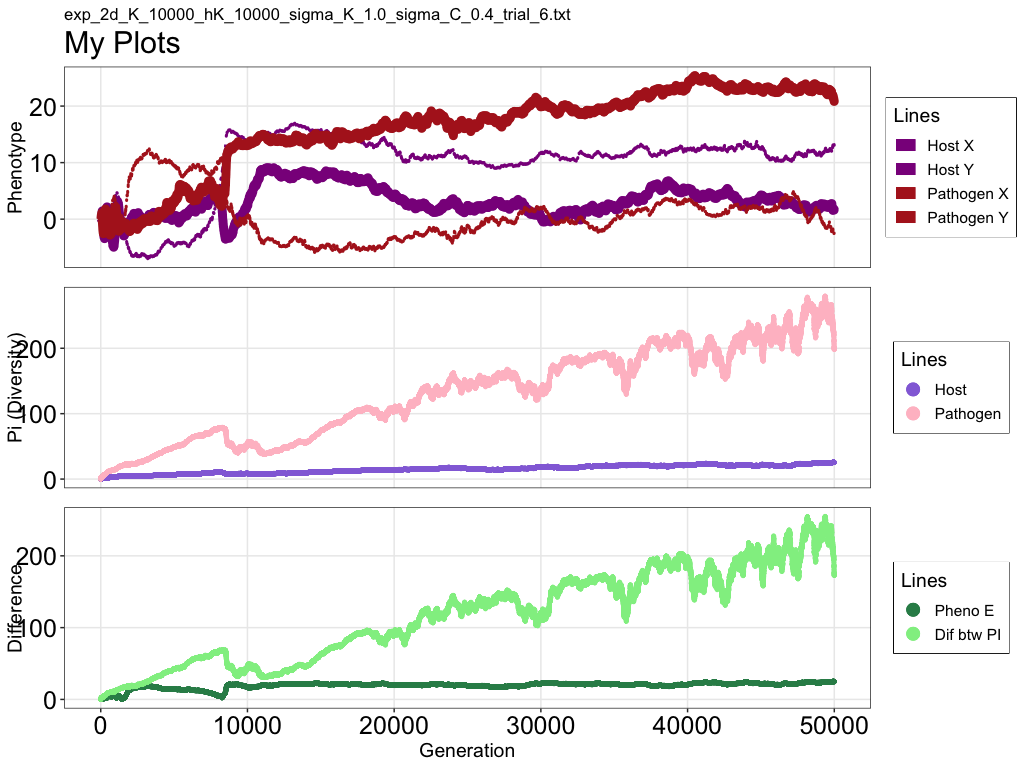 exp_2d_K_10000_hK_10000_sigma_K_1.0_sigma_C_0.4_trial_6.txt
My Plots
Phenotype
20
10
0
Lines
Host X
Host Y
Pathogen X
Pathogen Y
Pi (Diversity)
200
100
0
Lines
Host
Pathogen
Difference
200
100
0
Lines
Pheno E
Dif btw PI
0 10000 20000 30000 40000 50000
Generation